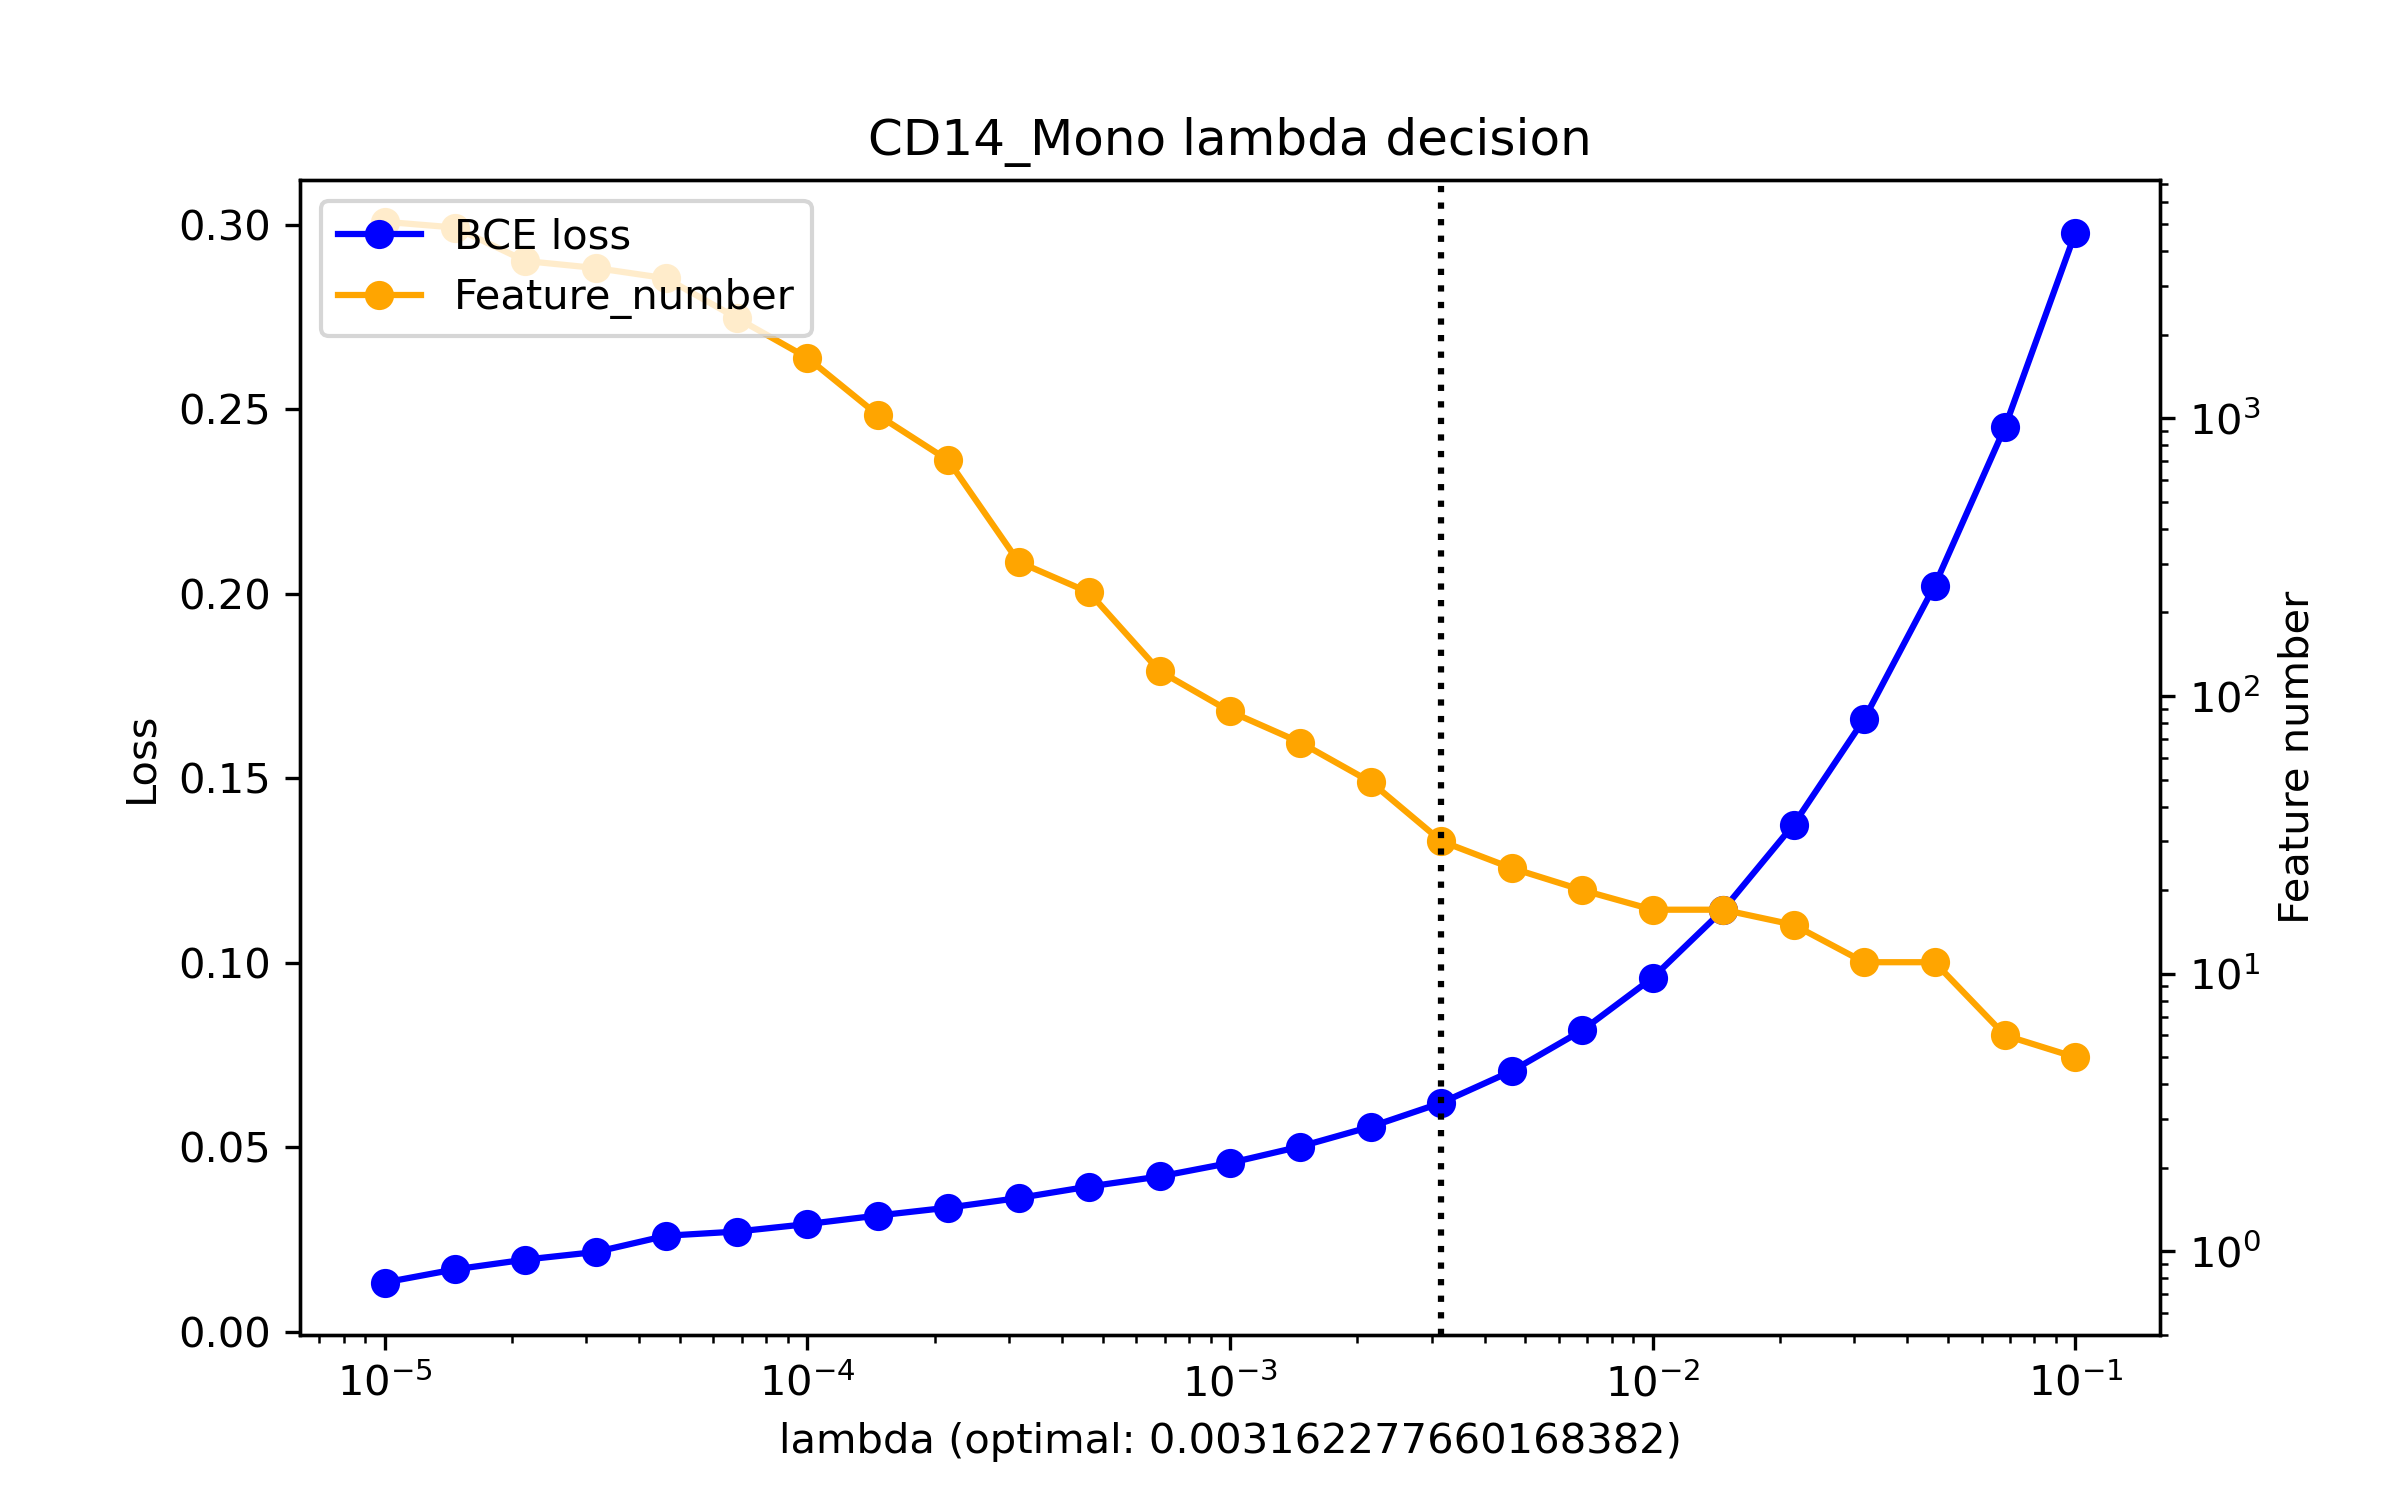 CD14_Mono lambda decision
BCE loss
Feature_number
0.30
0.25
0.20
0.15
0.10
0.05
0.00
Loss
10³
10²
10¹
10⁰
Feature number
10⁻⁵
10⁻⁴
10⁻³
10⁻²
10⁻¹
lambda (optimal: 0.0031622776601683​82)